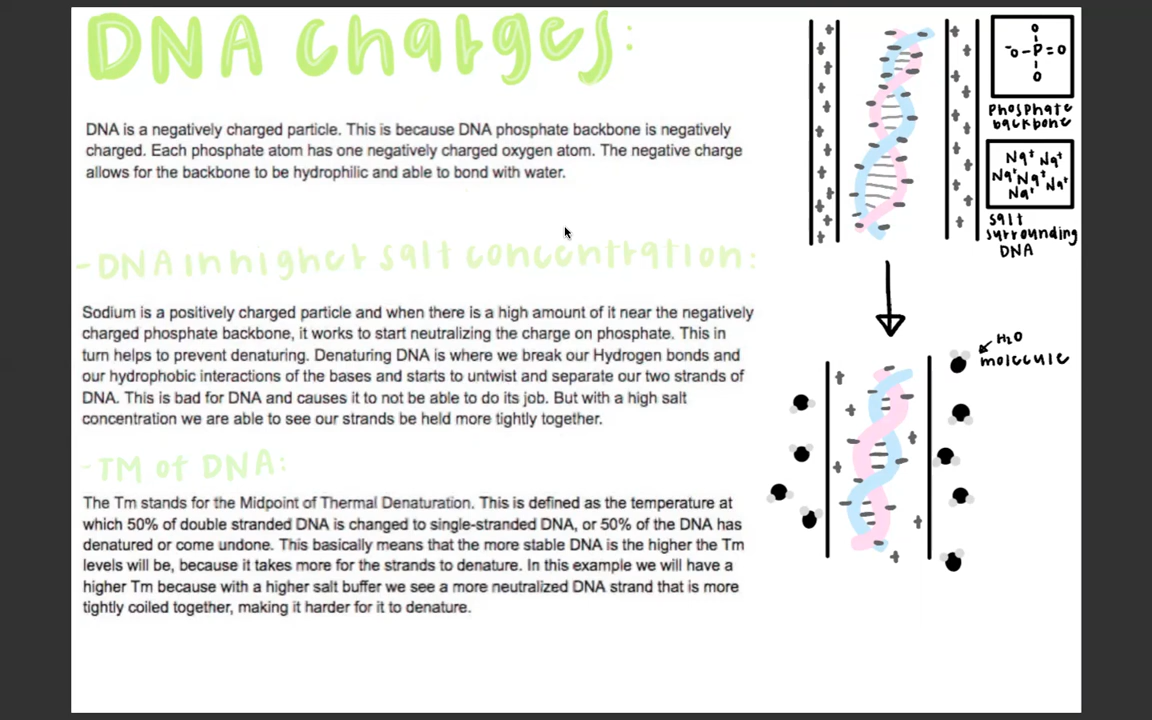 DNA Charges:
DNA is a negatively charged particle. This is because DNA phosphate backbone is negatively
charged. Each phosphate atom has one negatively charged oxygen atom. The negative charge
allows for the backbone to be hydrophilic and able to bond with water.
-DNA in higher salt concentration:
Sodium is a positively charged particle and when there is a high amount of it near the negatively
charged phosphate backbone, it works to start neutralizing the charge on phosphate. This in
turn helps to prevent denaturing. Denaturing DNA is where we break our Hydrogen bonds and
our hydrophobic interactions of the bases and starts to untwist and separate our two strands of
DNA. This is bad for DNA and causes it to not be able to do its job. But with a high salt
concentration we are able to see our strands be held more tightly together.
-TM of DNA:
The Tm stands for the Midpoint of Thermal Denaturation. This is defined as the temperature at
which 50% of double stranded DNA is changed to single-stranded DNA, or 50% of the DNA has
denatured or come undone. This basically means that the more stable DNA is the higher the Tm
levels will be, because it takes more for the strands to denature. In this example we will have a
higher Tm because with a higher salt buffer we see a more neutralized DNA strand that is more
tightly coiled together, making it harder for it to denature.
O
⁻O-P=O
O
Phosphate
backbone
Na⁺ Na⁺
Na⁺ Na⁺ Na⁺
Na⁺
salt
surrounding
DNA
H₂O
molecule